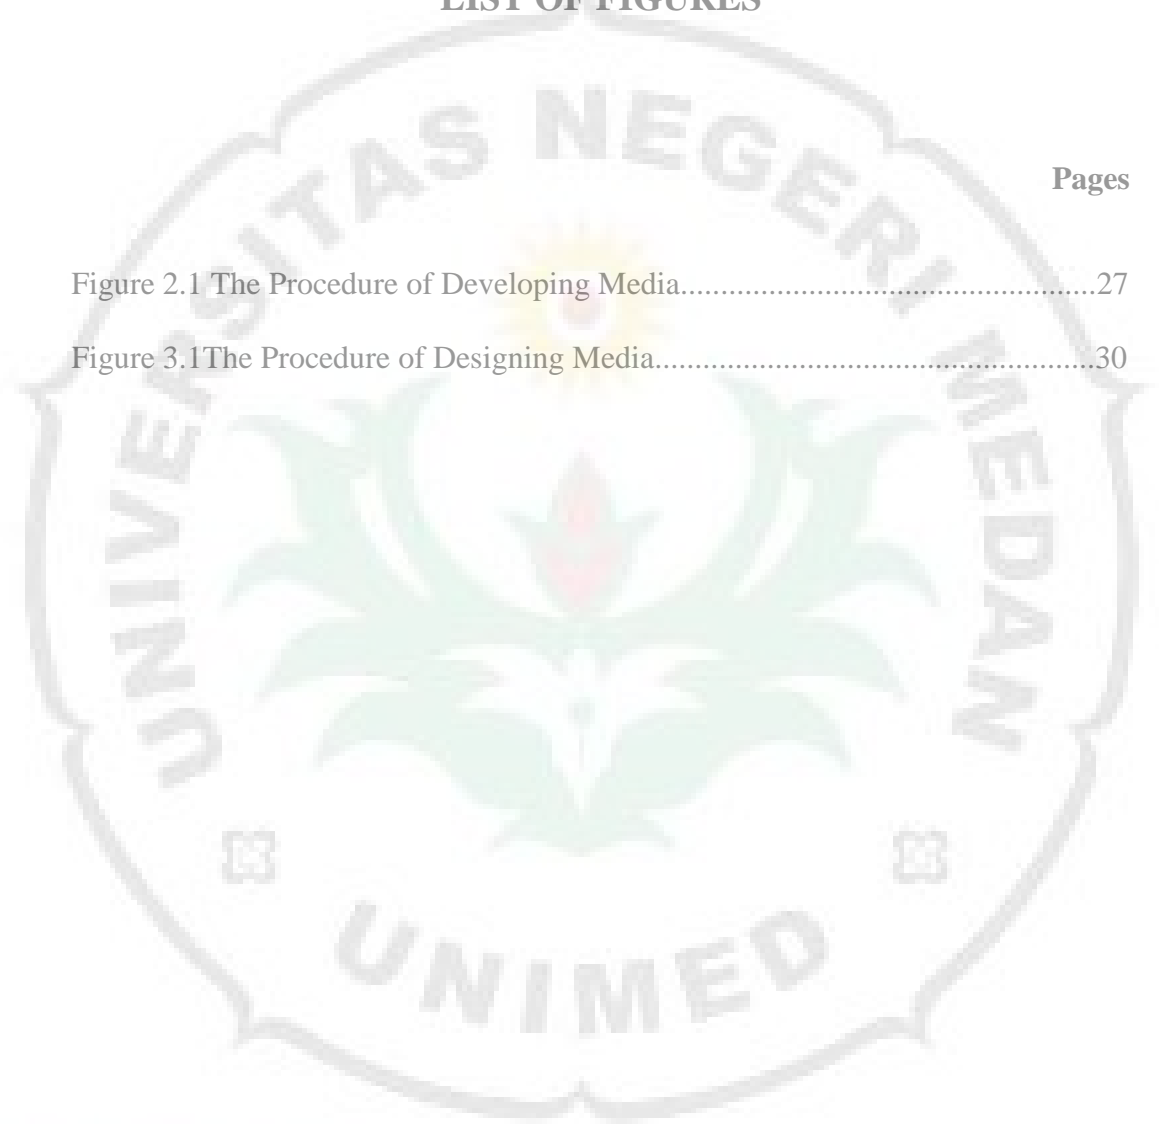 LIST OF FIGURES
Pages
Figure 2.1 The Procedure of Developing Media....................................................27
Figure 3.1The Procedure of Designing Media.......................................................30
UNIVERSITAS NEGERI MEDAN
UNIMED